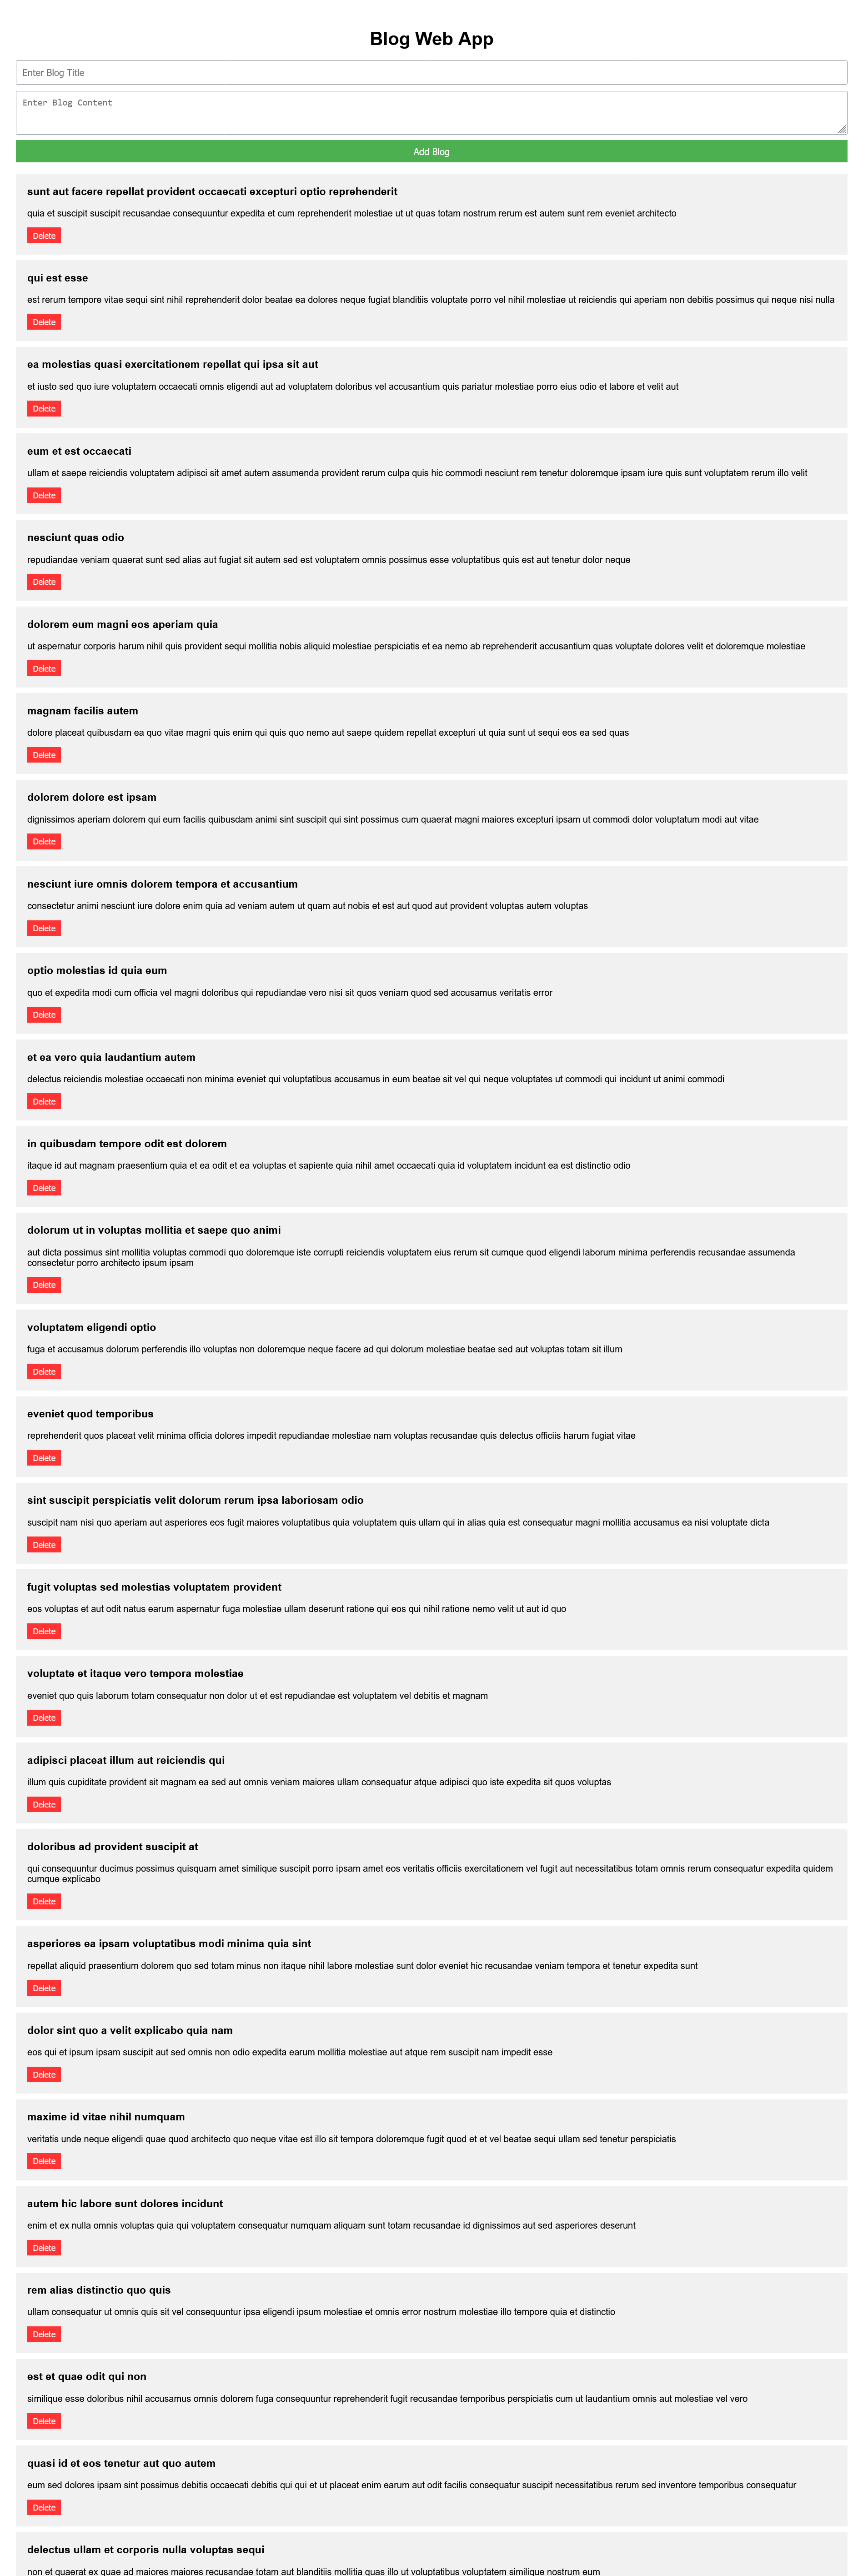 Blog Web App
Enter Blog Title
Enter Blog Content
Add Blog
sunt aut facere repellat provident occaecati excepturi optio reprehenderit
quia et suscipit suscipit recusandae consequuntur expedita et cum reprehenderit molestiae ut ut quas totam nostrum rerum est autem sunt rem eveniet architecto
Delete
qui est esse
est rerum tempore vitae sequi sint nihil reprehenderit dolor beatae ea dolores neque fugiat blanditiis voluptate porro vel nihil molestiae ut reiciendis qui aperiam non debitis possimus qui neque nisi nulla
Delete
ea molestias quasi exercitationem repellat qui ipsa sit aut
et iusto sed quo iure voluptatem occaecati omnis eligendi aut ad voluptatem doloribus vel accusantium quis pariatur molestiae porro eius odio et labore et velit aut
Delete
eum et est occaecati
ullam et saepe reiciendis voluptatem adipisci sit amet autem assumenda provident rerum culpa quis hic commodi nesciunt rem tenetur doloremque ipsam iure quis sunt voluptatem rerum illo velit
Delete
nesciunt quas odio
repudiandae veniam quaerat sunt sed alias aut fugiat sit autem sed est voluptatem omnis possimus esse voluptatibus quis est aut tenetur dolor neque
Delete
dolorem eum magni eos aperiam quia
ut aspernatur corporis harum nihil quis provident sequi mollitia nobis aliquid molestiae perspiciatis et ea nemo ab reprehenderit accusantium quas voluptate dolores velit et doloremque molestiae
Delete
magnam facilis autem
dolore placeat quibusdam ea quo vitae magni quis enim qui quis quo nemo aut saepe quidem repellat excepturi ut quia sunt ut sequi eos ea sed quas
Delete
dolorem dolore est ipsam
dignissimos aperiam dolorem qui eum facilis quibusdam animi sint suscipit qui sint possimus cum quaerat magni maiores excepturi ipsam ut commodi dolor voluptatum modi aut vitae
Delete
nesciunt iure omnis dolorem tempora et accusantium
consectetur animi nesciunt iure dolore enim quia ad veniam autem ut quam aut nobis et est aut quod aut provident voluptas autem voluptas
Delete
optio molestias id quia eum
quo et expedita modi cum officia vel magni doloribus qui repudiandae vero nisi sit quos veniam quod sed accusamus veritatis error
Delete
et ea vero quia laudantium autem
delectus reiciendis molestiae occaecati non minima eveniet qui voluptatibus accusamus in eum beatae sit vel qui neque voluptates ut commodi qui incidunt ut animi commodi
Delete
in quibusdam tempore odit est dolorem
itaque id aut magnam praesentium quia et ea odit et ea voluptas et sapiente quia nihil amet occaecati quia id voluptatem incidunt ea est distinctio odio
Delete
dolorum ut in voluptas mollitia et saepe quo animi
aut dicta possimus sint mollitia voluptas commodi quo doloremque iste corrupti reiciendis voluptatem eius rerum sit cumque quod eligendi laborum minima perferendis recusandae assumenda
consectetur porro architecto ipsum ipsam
Delete
voluptatem eligendi optio
fuga et accusamus dolorum perferendis illo voluptas non doloremque neque facere ad qui dolorum molestiae beatae sed aut voluptas totam sit illum
Delete
eveniet quod temporibus
reprehenderit quos placeat velit minima officia dolores impedit repudiandae molestiae nam voluptas recusandae quis delectus officiis harum fugiat vitae
Delete
sint suscipit perspiciatis velit dolorum rerum ipsa laboriosam odio
suscipit nam nisi quo aperiam aut asperiores eos fugit maiores voluptatibus quia voluptatem quis ullam qui in alias quia est consequatur magni mollitia accusamus ea nisi voluptate dicta
Delete
fugit voluptas sed molestias voluptatem provident
eos voluptas et aut odit natus earum aspernatur fuga molestiae ullam deserunt ratione qui eos qui nihil ratione nemo velit ut aut id quo
Delete
voluptate et itaque vero tempora molestiae
eveniet quo quis laborum totam consequatur non dolor ut et est repudiandae est voluptatem vel debitis et magnam
Delete
adipisci placeat illum aut reiciendis qui
illum quis cupiditate provident sit magnam ea sed aut omnis veniam maiores ullam consequatur atque adipisci quo iste expedita sit quos voluptas
Delete
doloribus ad provident suscipit at
qui consequuntur ducimus possimus quisquam amet similique suscipit porro ipsam amet eos veritatis officiis exercitationem vel fugit aut necessitatibus totam omnis rerum consequatur expedita quidem
cumque explicabo
Delete
asperiores ea ipsam voluptatibus modi minima quia sint
repellat aliquid praesentium dolorem quo sed totam minus non itaque nihil labore molestiae sunt dolor eveniet hic recusandae veniam tempora et tenetur expedita sunt
Delete
dolor sint quo a velit explicabo quia nam
eos qui et ipsum ipsam suscipit aut sed omnis non odio expedita earum mollitia molestiae aut atque rem suscipit nam impedit esse
Delete
maxime id vitae nihil numquam
veritatis unde neque eligendi quae quod architecto quo neque vitae est illo sit tempora doloremque fugit quod et et vel beatae sequi ullam sed tenetur perspiciatis
Delete
autem hic labore sunt dolores incidunt
enim et ex nulla omnis voluptas quia qui voluptatem consequatur numquam aliquam sunt totam recusandae id dignissimos aut sed asperiores deserunt
Delete
rem alias distinctio quo quis
ullam consequatur ut omnis quis sit vel consequuntur ipsa eligendi ipsum molestiae et omnis error nostrum molestiae illo tempore quia et distinctio
Delete
est et quae odit qui non
similique esse doloribus nihil accusamus omnis dolorem fuga consequuntur reprehenderit fugit recusandae temporibus perspiciatis cum ut laudantium omnis aut molestiae vel vero
Delete
quasi id et eos tenetur aut quo autem
eum sed dolores ipsam sint possimus debitis occaecati debitis qui qui et ut placeat enim earum aut odit facilis consequatur suscipit necessitatibus rerum sed inventore temporibus consequatur
Delete
delectus ullam et corporis nulla voluptas sequi
non et quaerat ex quae ad maiores maiores recusandae totam aut blanditiis mollitia quas illo ut voluptatibus voluptatem similique nostrum eum